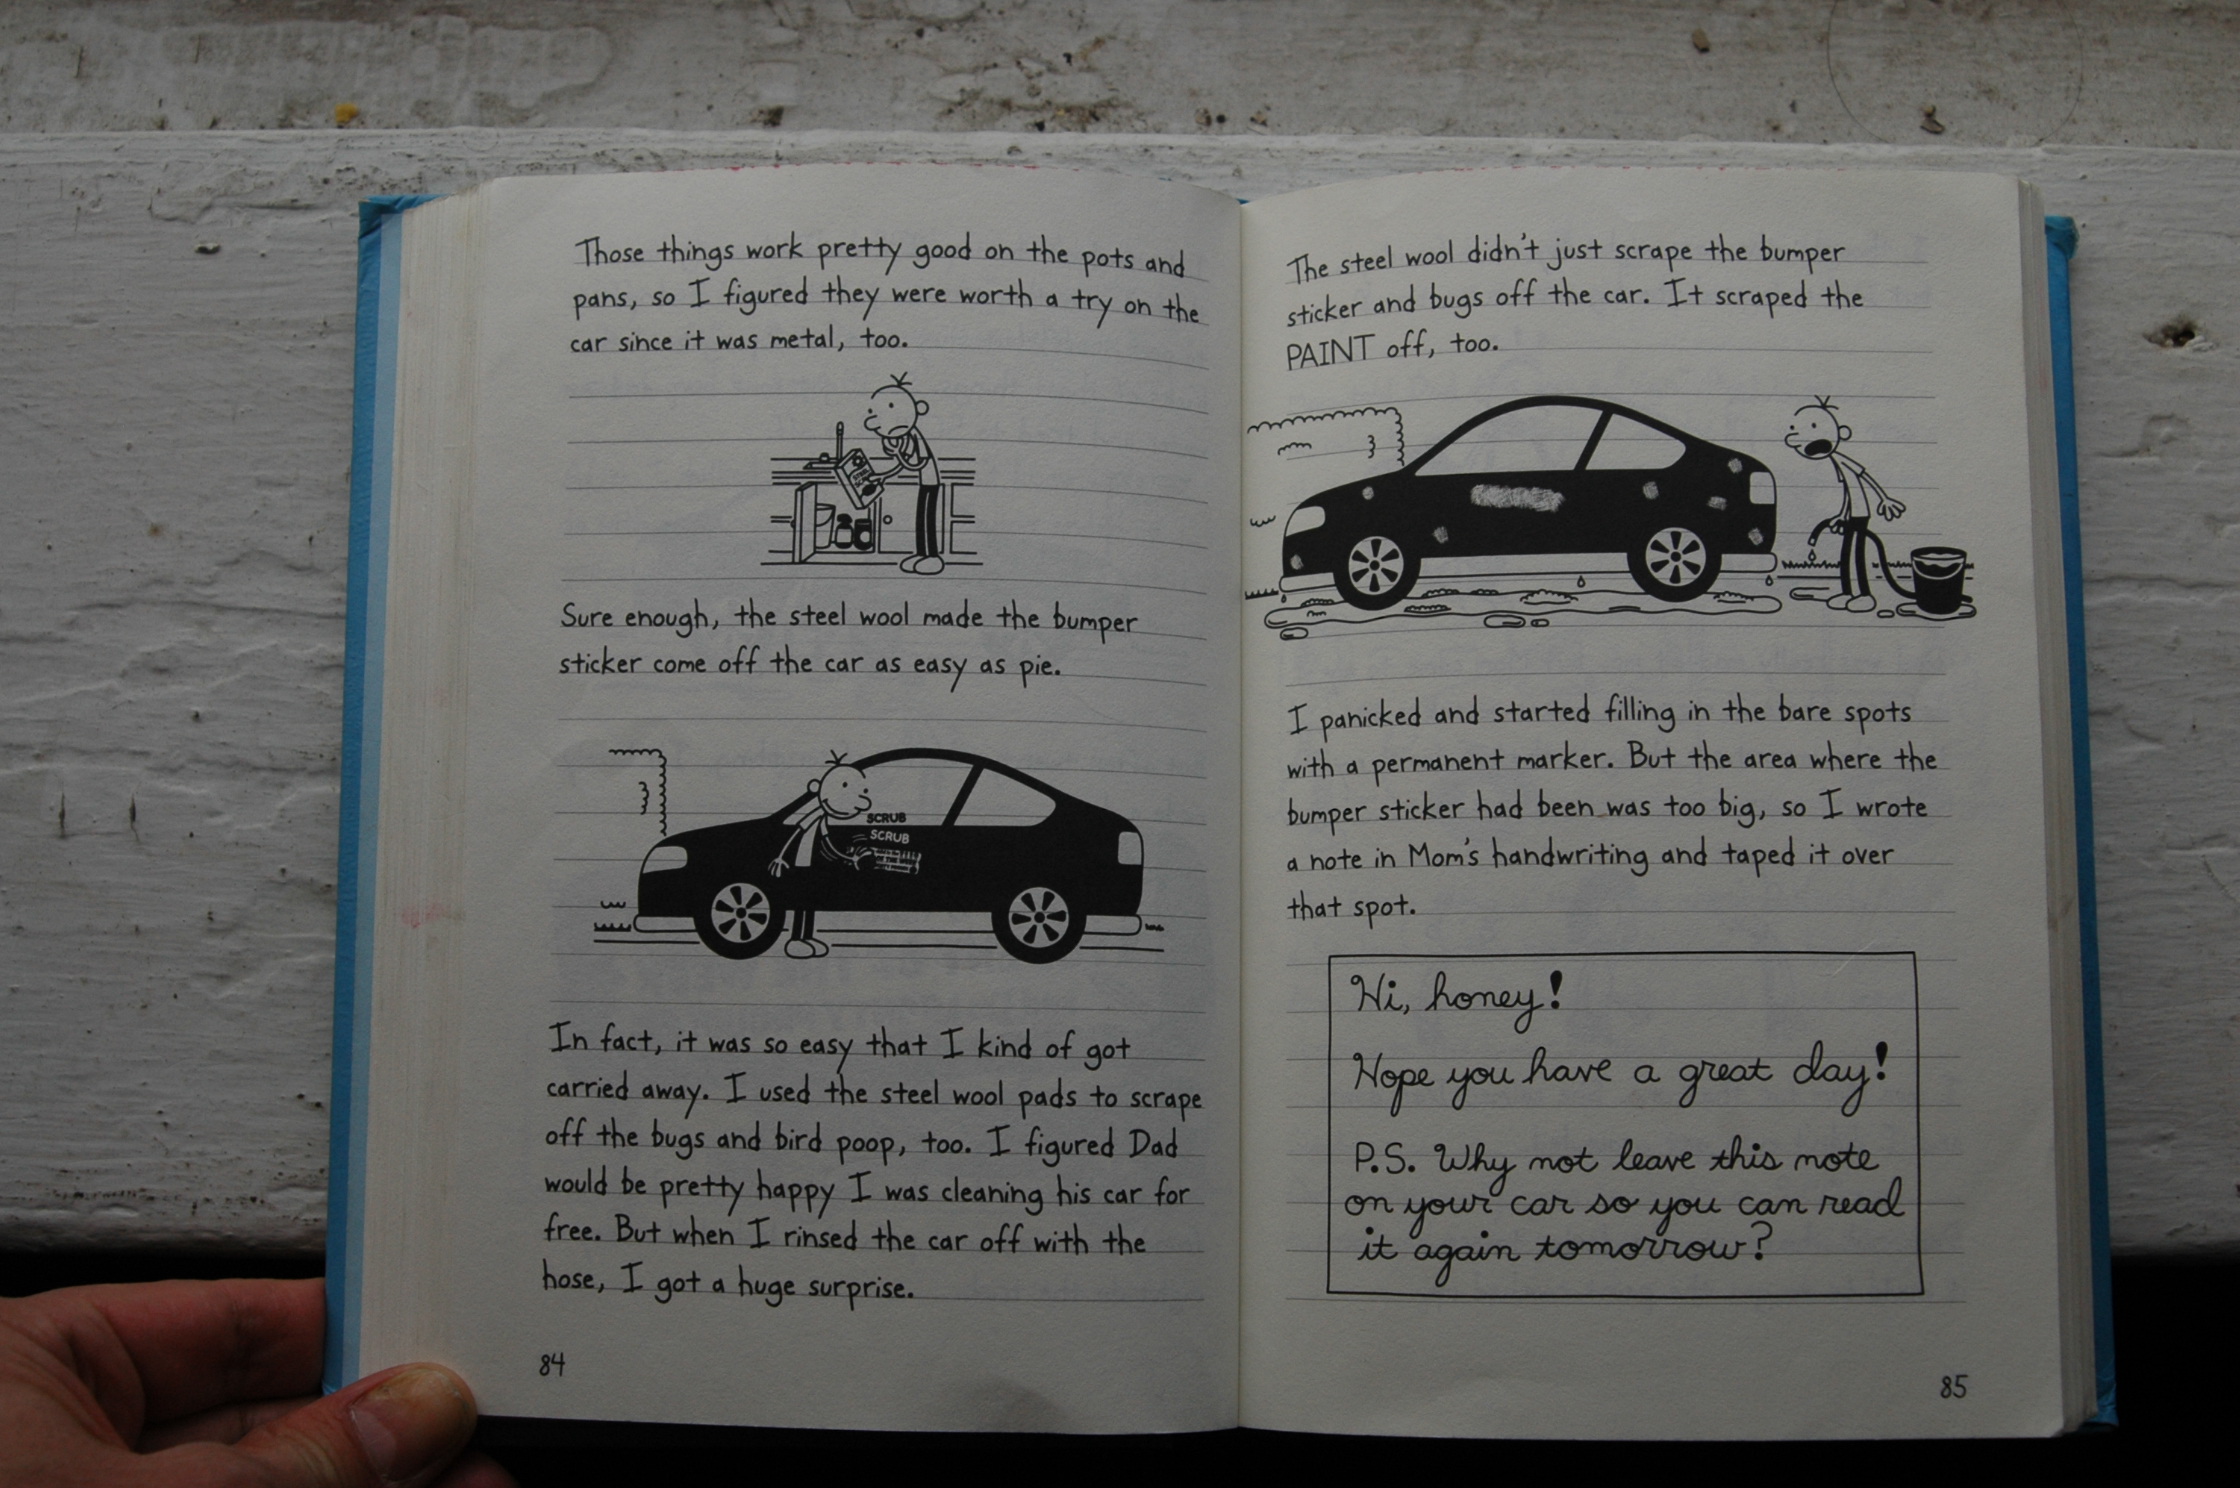 Those things work pretty good on the pots and
pans, so I figured they were worth a try on the
car since it was metal, too.
Sure enough, the steel wool made the bumper
sticker come off the car as easy as pie.
SCRUB
SCRUB
In fact, it was so easy that I kind of got
carried away. I used the steel wool pads to scrape
off the bugs and bird poop, too. I figured Dad
would be pretty happy I was cleaning his car for
free. But when I rinsed the car off with the
hose, I got a huge surprise.
84
The steel wool didn't just scrape the bumper
sticker and bugs off the car. It scraped the
PAINT off, too.
I panicked and started filling in the bare spots
with a permanent marker. But the area where the
bumper sticker had been was too big, so I wrote
a note in Mom's handwriting and taped it over
that spot.
Hi, honey!
Hope you have a great day!
P.S. Why not leave this note
on your car so you can read
it again tomorrow?
85